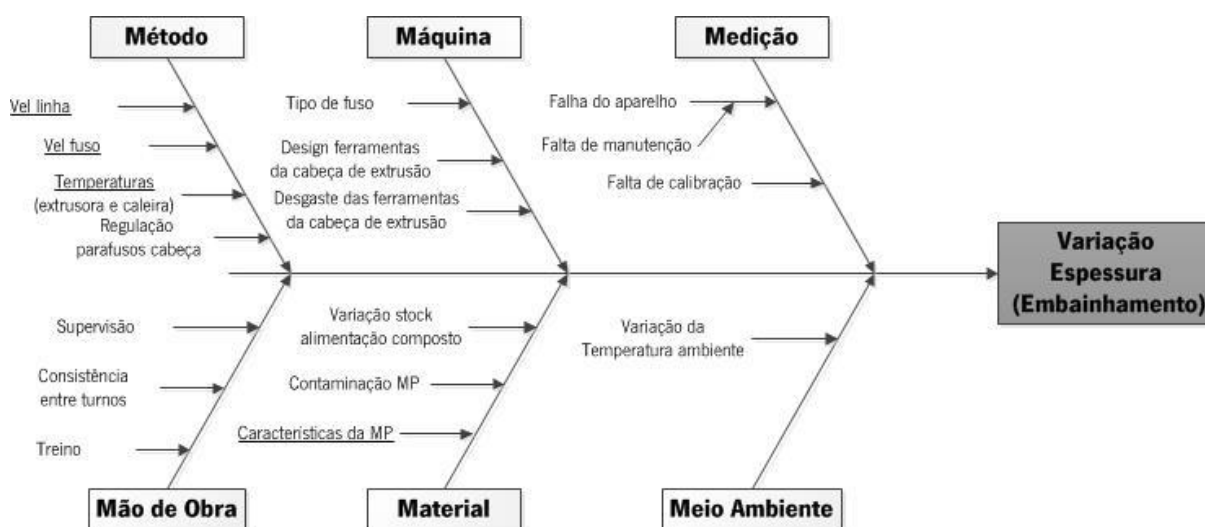 Método
Máquina
Medição
Vel linha
Vel fuso
Temperaturas
(extrusora e caleira)
Regulação
parafusos cabeça
Tipo de fuso
Design ferramentas
da cabeça de extrusão
Desgaste das ferramentas
da cabeça de extrusão
Falha do aparelho
Falta de manutenção
Falta de calibração
Variação
Espessura
(Embainhamento)
Supervisão
Consistência
entre turnos
Treino
Variação stock
alimentação composto
Contaminação MP
Características da MP
Variação da
Temperatura ambiente
Mão de Obra
Material
Meio Ambiente